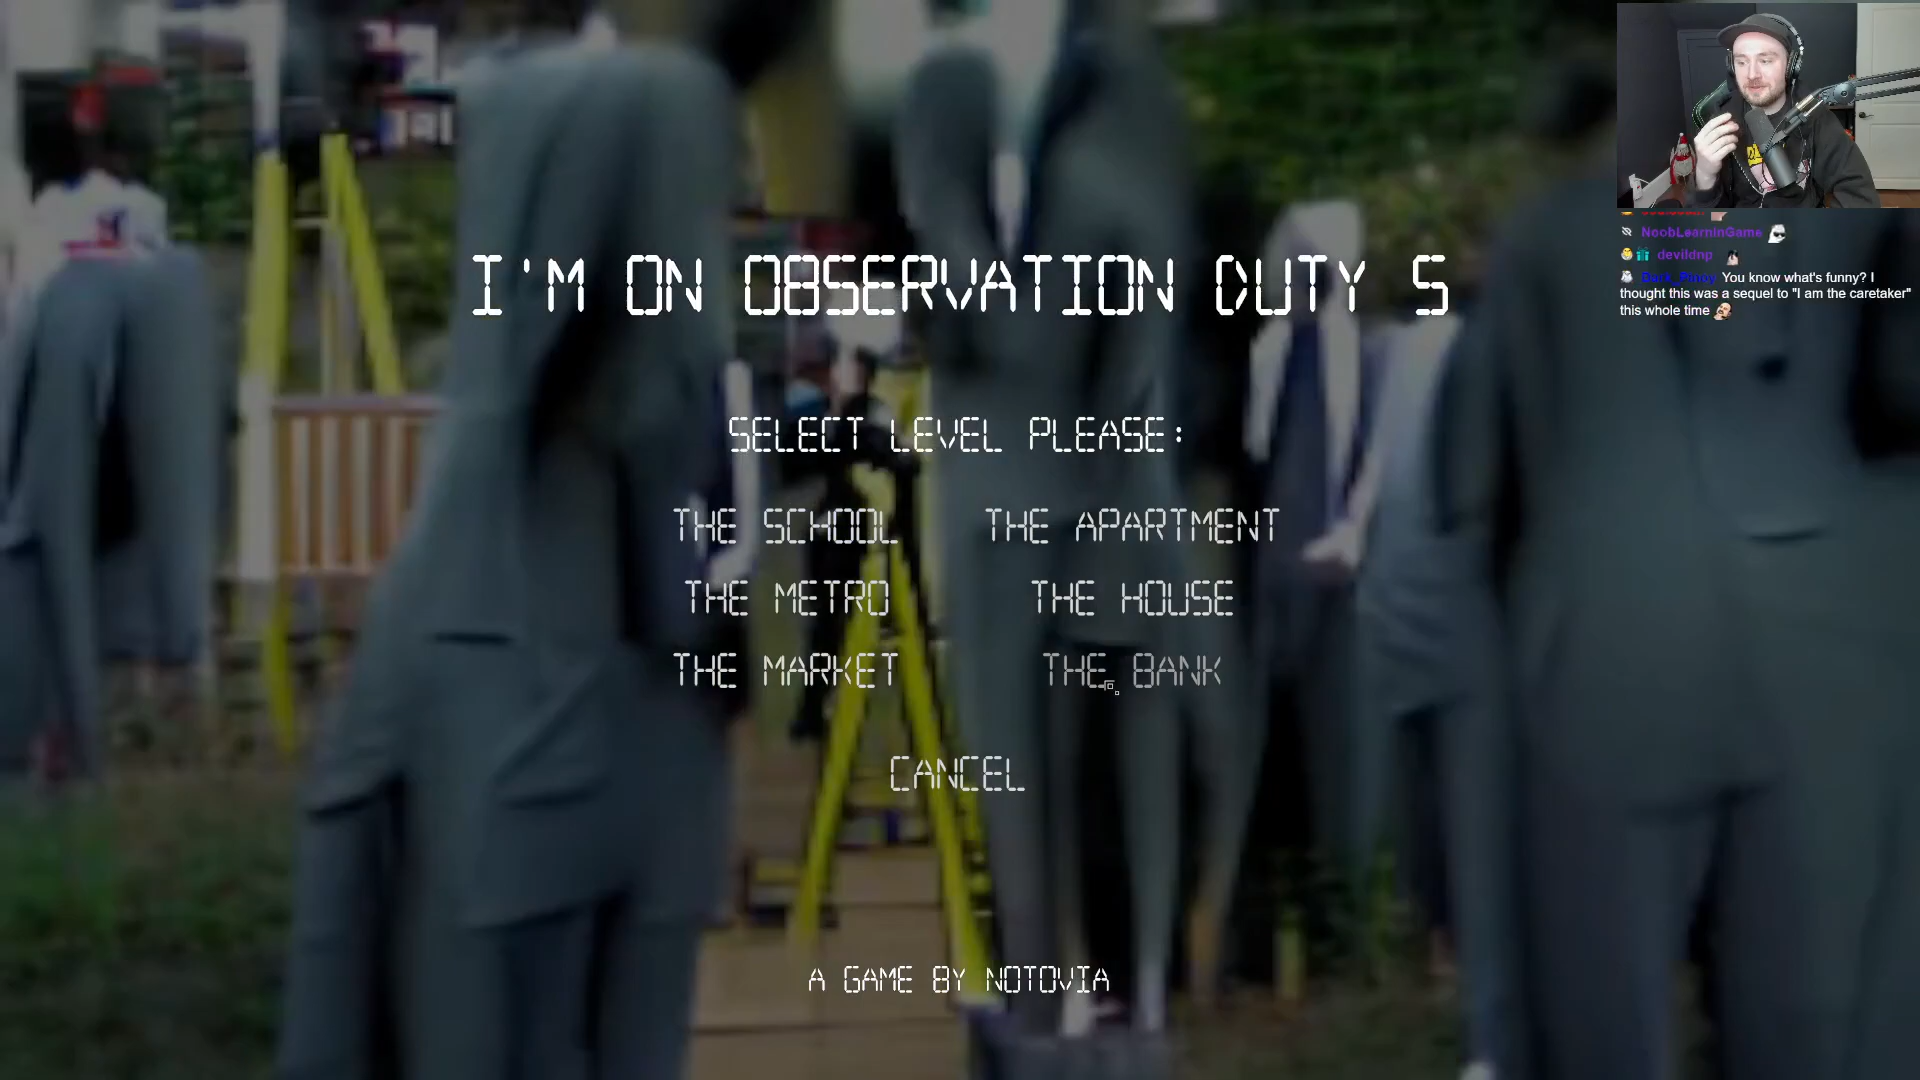 I'M ON OBSERVATION DUTY 5
SELECT LEVEL PLEASE:
THE SCHOOL
THE APARTMENT
THE METRO
THE HOUSE
THE MARKET
THE BANK
CANCEL
A GAME BY NOTOVIA
NoobLearninGame
devildnp
You know what's funny? I
thought this was a sequel to "I am the caretaker"
this whole time